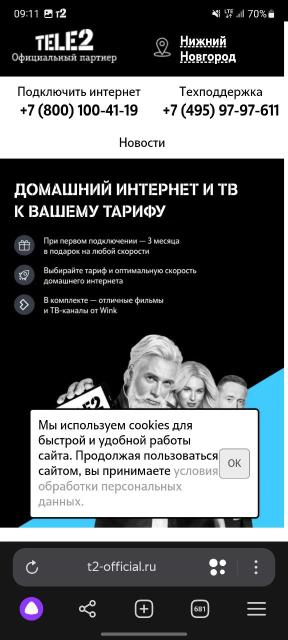 09:11 T2 LTE 70%
TELE2
Официальный партнер
Нижний
Новгород
Подключить интернет
+7 (800) 100-41-19
Техподдержка
+7 (495) 97-97-611
Новости
ДОМАШНИЙ ИНТЕРНЕТ И ТВ
К ВАШЕМУ ТАРИФУ
При первом подключении — 3 месяца
в подарок на любой скорости
Выбирайте тариф и оптимальную скорость
домашнего интернета
В комплекте — отличные фильмы
и ТВ-каналы от Wink
TELE2
Мы используем cookies для
быстрой и удобной работы
сайта. Продолжая пользоваться
сайтом, вы принимаете условия
обработки персональных
данных.
OK
t2-official.ru
681